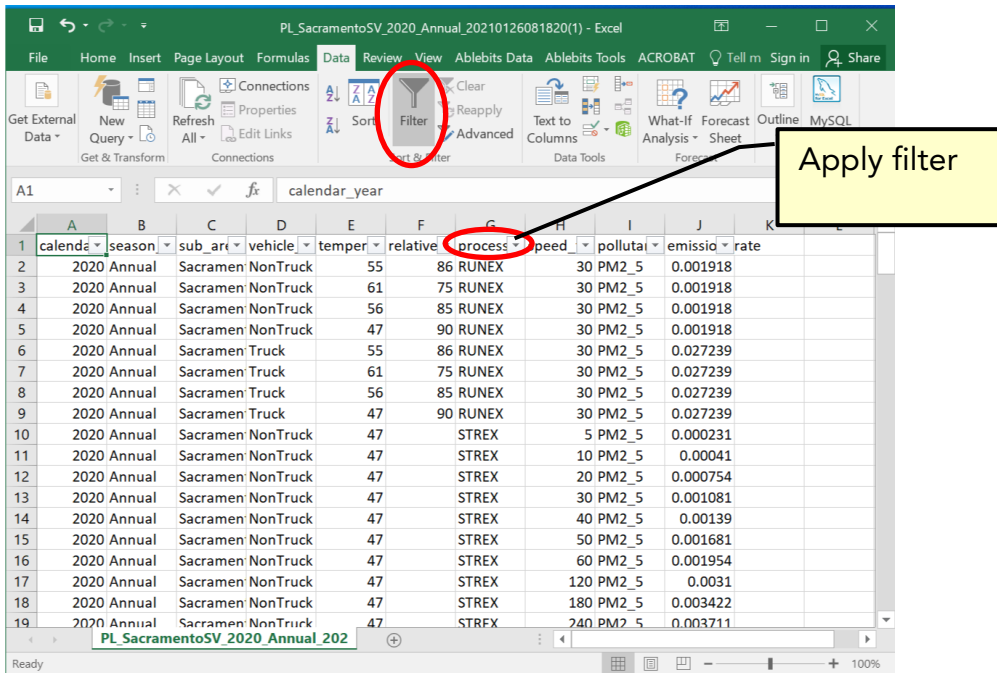 PL_SacramentoSV_2020_Annual_20210126081820(1) - Excel
File Home Insert Page Layout Formulas Data Review View Ablebits Data Ablebits Tools ACROBAT Tell m Sign in Share
Get External Data
New Query
Get & Transform
Refresh All
Connections
Properties
Edit Links
Connections
Sort
Filter
Clear
Reapply
Advanced
Sort & Filter
Text to Columns
Data Tools
What-If Analysis
Forecast Sheet
Outline
MySQL
Apply filter
A1 fx calendar_year
A B C D E F G H I J K L
1 calenda season_ sub_are vehicle_ temper relative process speed_ pollutai emissio rate
2 2020 Annual Sacramen NonTruck 55 86 RUNEX 30 PM2_5 0.001918
3 2020 Annual Sacramen NonTruck 61 75 RUNEX 30 PM2_5 0.001918
4 2020 Annual Sacramen NonTruck 56 85 RUNEX 30 PM2_5 0.001918
5 2020 Annual Sacramen NonTruck 47 90 RUNEX 30 PM2_5 0.001918
6 2020 Annual Sacramen Truck 55 86 RUNEX 30 PM2_5 0.027239
7 2020 Annual Sacramen Truck 61 75 RUNEX 30 PM2_5 0.027239
8 2020 Annual Sacramen Truck 56 85 RUNEX 30 PM2_5 0.027239
9 2020 Annual Sacramen Truck 47 90 RUNEX 30 PM2_5 0.027239
10 2020 Annual Sacramen NonTruck 47 STREX 5 PM2_5 0.000231
11 2020 Annual Sacramen NonTruck 47 STREX 10 PM2_5 0.00041
12 2020 Annual Sacramen NonTruck 47 STREX 20 PM2_5 0.000754
13 2020 Annual Sacramen NonTruck 47 STREX 30 PM2_5 0.001081
14 2020 Annual Sacramen NonTruck 47 STREX 40 PM2_5 0.00139
15 2020 Annual Sacramen NonTruck 47 STREX 50 PM2_5 0.001681
16 2020 Annual Sacramen NonTruck 47 STREX 60 PM2_5 0.001954
17 2020 Annual Sacramen NonTruck 47 STREX 120 PM2_5 0.0031
18 2020 Annual Sacramen NonTruck 47 STREX 180 PM2_5 0.003422
19 2020 Annual Sacramen NonTruck 47 STREX 240 PM2_5 0.003711
PL_SacramentoSV_2020_Annual_202
Ready 100%